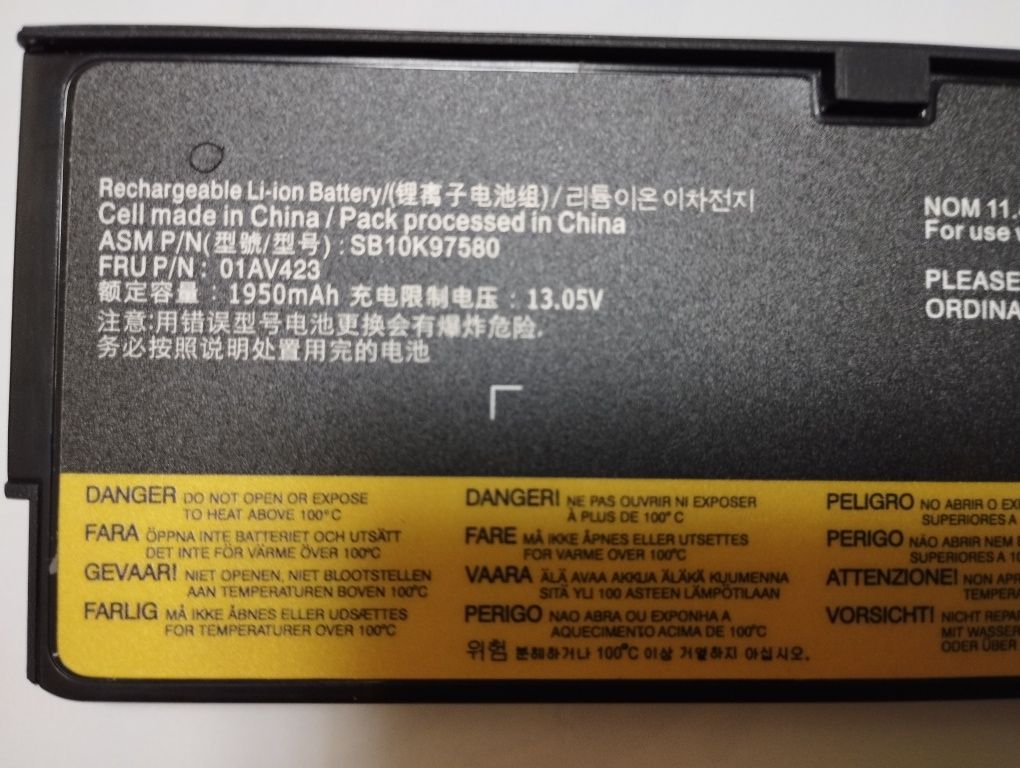 Rechargeable Li-ion Battery/(锂离子电池组)/ 리튬이온 이차전지
Cell made in China / Pack processed in China
ASM P/N(型號/型号) : SB10K97580
FRU P/N : 01AV423
额定容量 : 1950mAh 充电限制电压 : 13.05V
注意:用错误型号电池更换会有爆炸危险.
务必按照说明处置用完的电池
NOM 11.
For use
PLEASE
ORDINA
DANGER DO NOT OPEN OR EXPOSE
TO HEAT ABOVE 100°C
FARA ÖPPNA INTE BATTERIET OCH UTSÄTT
DET INTE FÖR VÄRME ÖVER 100°C
GEVAAR! NIET OPENEN, NIET BLOOTSTELLEN
AAN TEMPERATUREN BOVEN 100°C
FARLIG MÅ IKKE ÅBNES ELLER UDSÆTTES
FOR TEMPERATURER OVER 100°C
DANGER! NE PAS OUVRIR NI EXPOSER
À PLUS DE 100°C
FARE MÅ IKKE ÅPNES ELLER UTSETTES
FOR VARME OVER 100°C
VAARA ÄLÄ AVAA AKKUA ÄLÄKÄ KUUMENNA
SITÄ YLI 100 ASTEEN LÄMPÖTILAAN
PERIGO NAO ABRA OU EXPONHA A
AQUECIMENTO ACIMA DE 100°C
위험 분해하거나 100°C 이상 가열하지 마십시오.
PELIGRO NO ABRIR O
SUPERIORES A
PERIGO NÃO ABRIR NEM
SUPERIORES A
ATTENZIONE! NON
VORSICHT! NICHT
MIT WASSER
ODER ÜBER